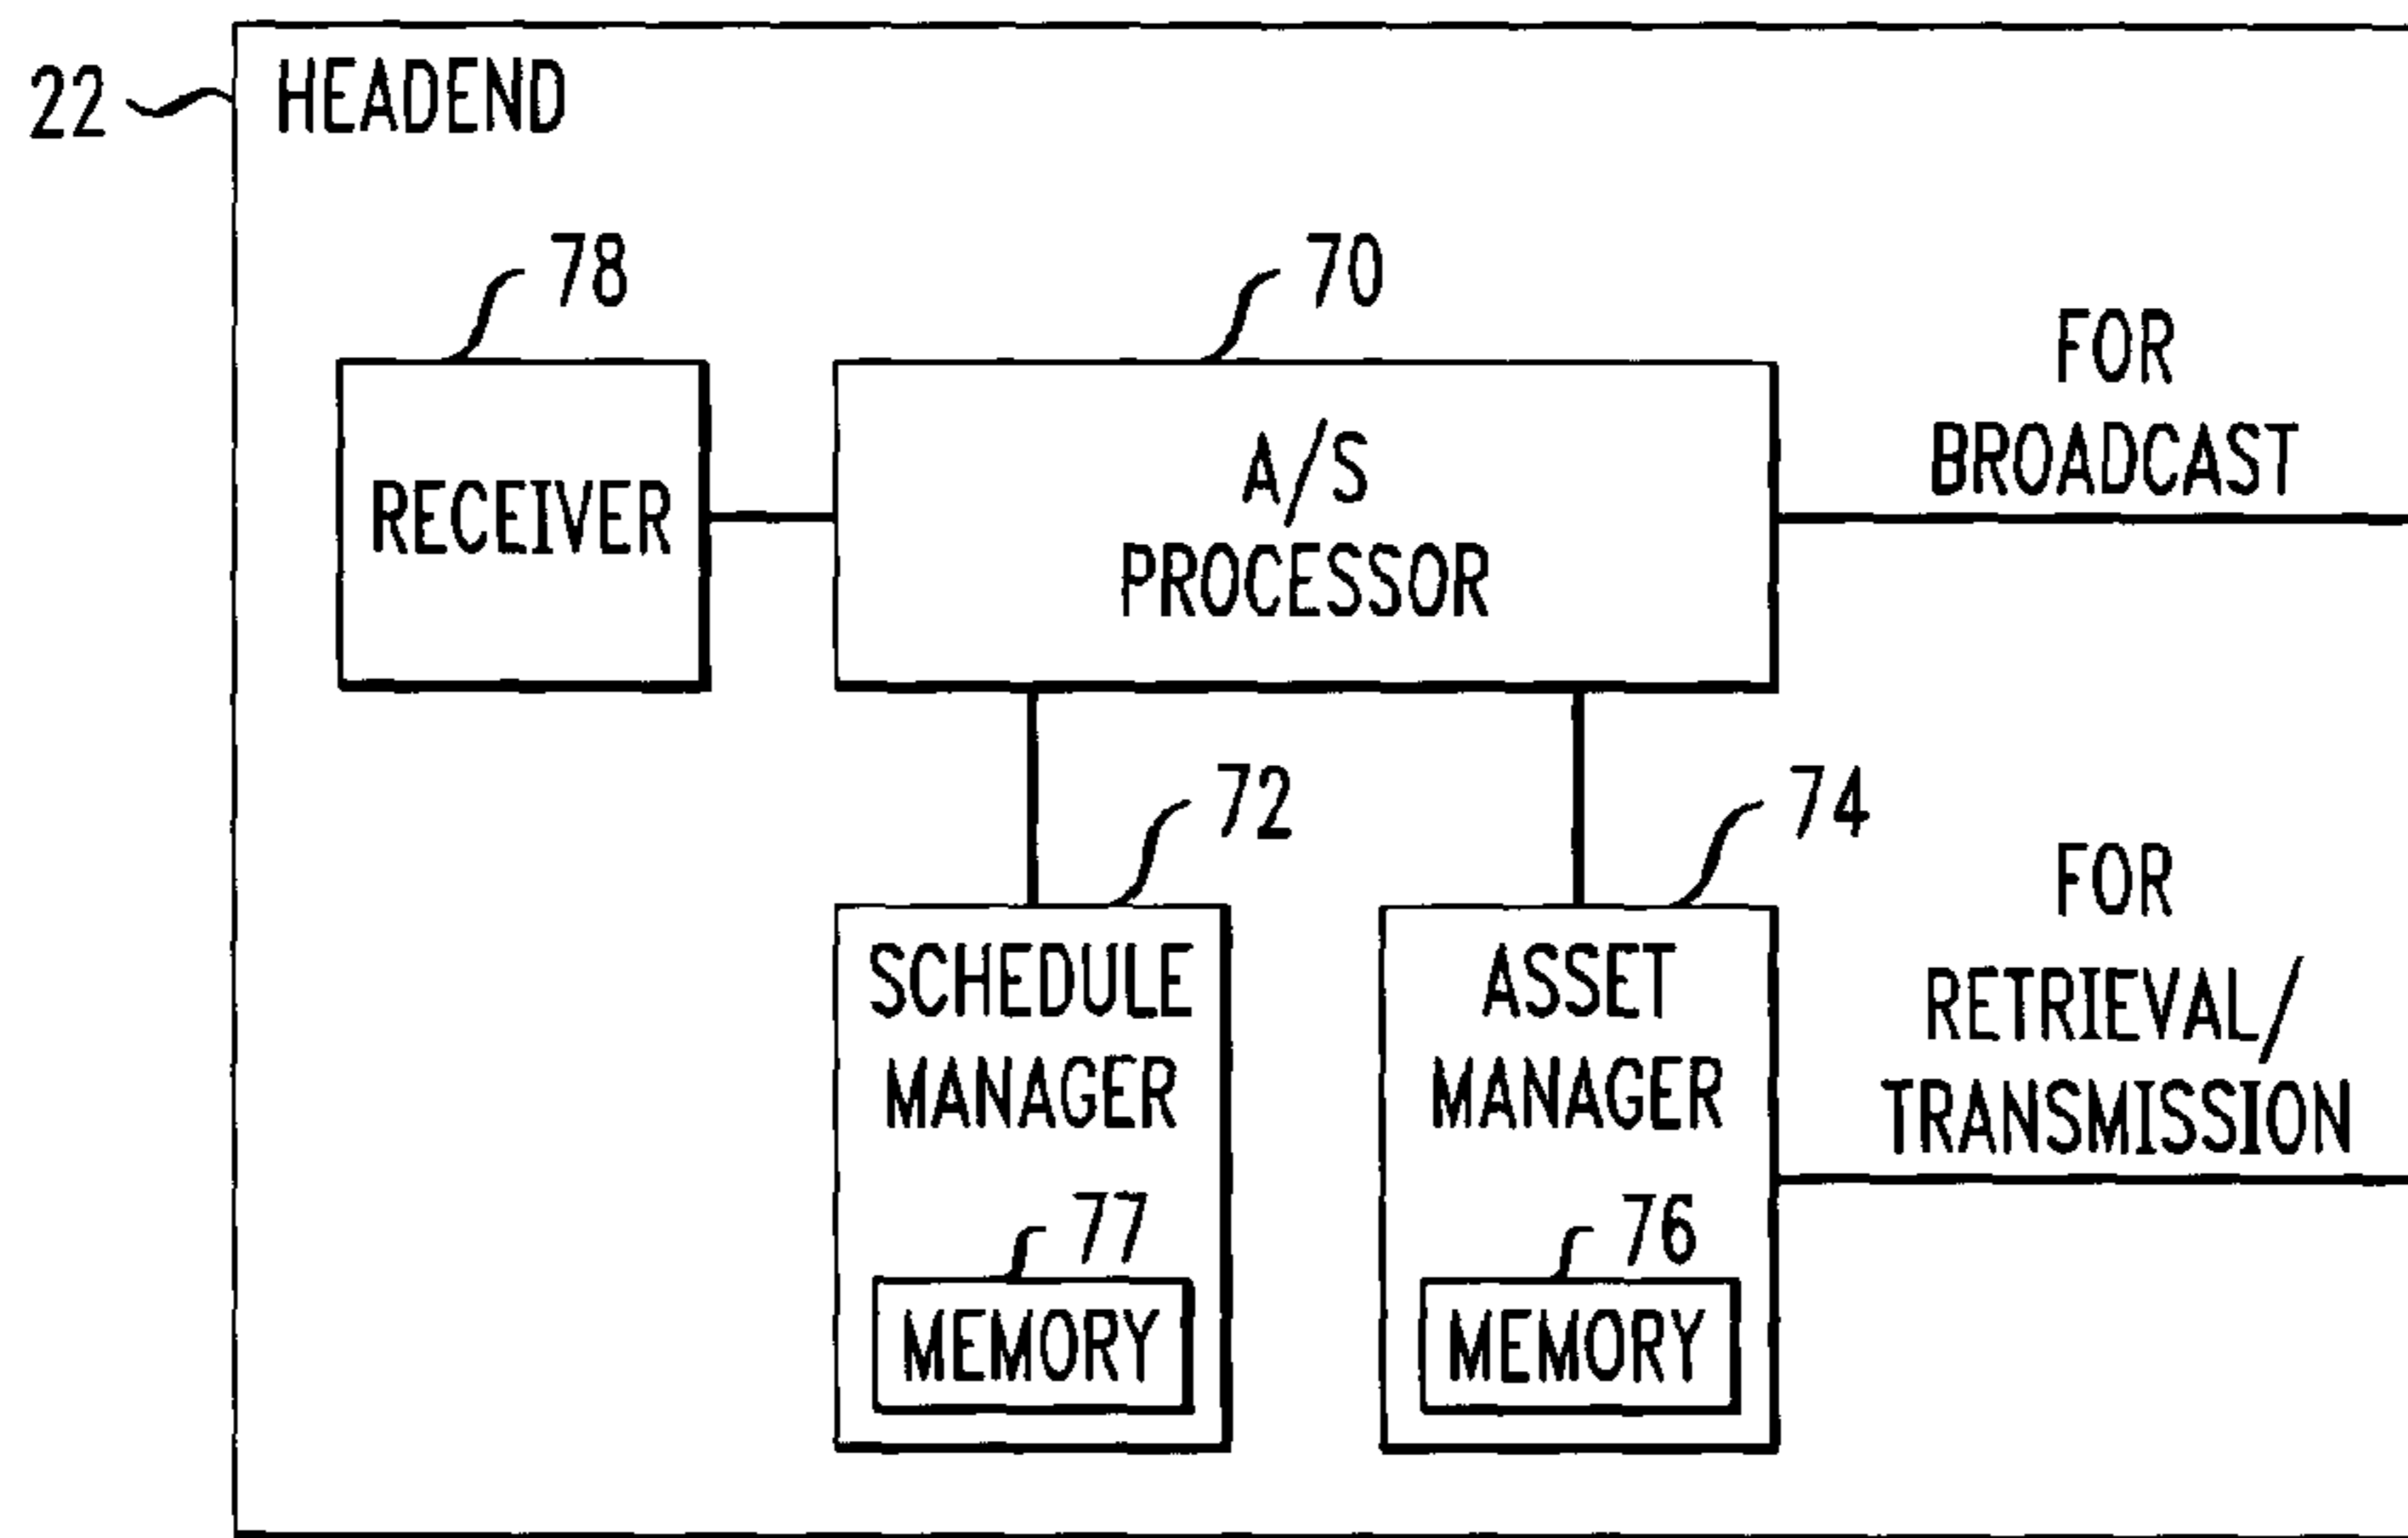 22
HEADEND
78
70
RECEIVER
A/S
PROCESSOR
FOR
BROADCAST
72
74
SCHEDULE
MANAGER
77
MEMORY
ASSET
MANAGER
76
MEMORY
FOR
RETRIEVAL/
TRANSMISSION